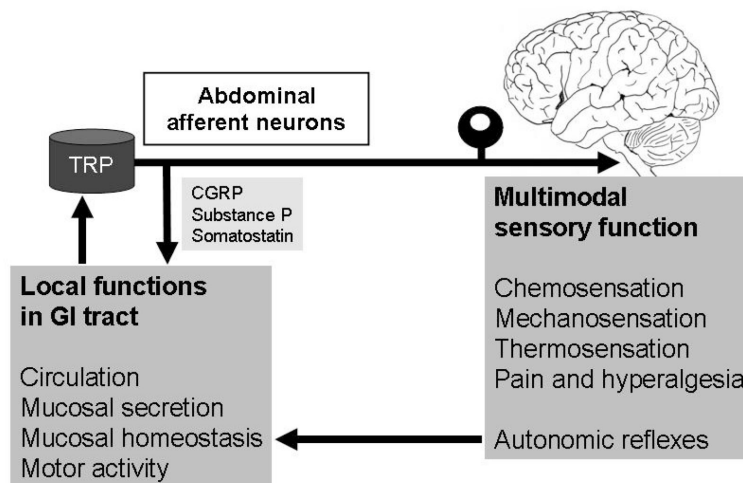 Abdominal
afferent neurons
TRP
CGRP
Substance P
Somatostatin
Multimodal
sensory function
Chemosensation
Mechanosensation
Thermosensation
Pain and hyperalgesia
Autonomic reflexes
Local functions
in GI tract
Circulation
Mucosal secretion
Mucosal homeostasis
Motor activity